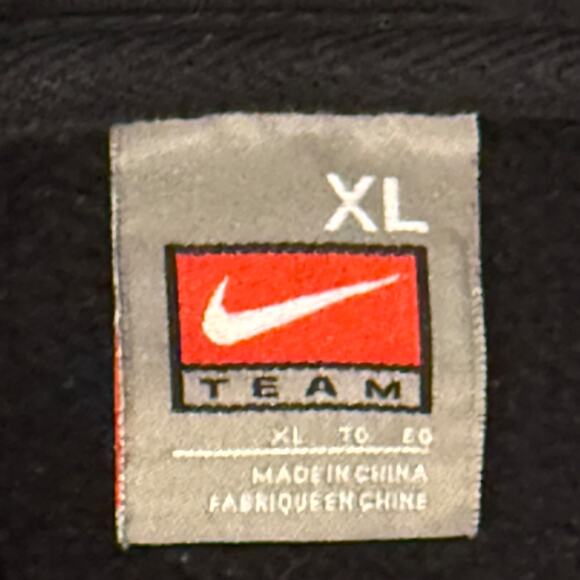 XL
TEAM
XL TG EG
MADE IN CHINA
FABRIQUE EN CHINE